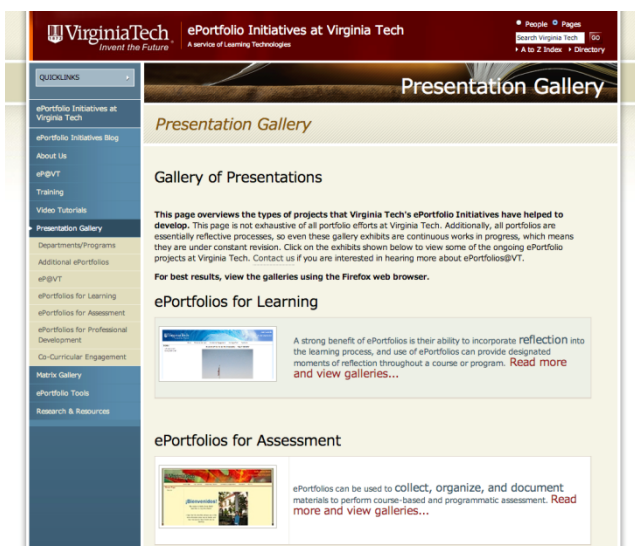 VirginiaTech
Invent the Future
ePortfolio Initiatives at Virginia Tech
A service of Learning Technologies
People Pages
Search Virginia Tech GO
A to Z Index Directory
QUICKLINKS
Presentation Gallery
ePortfolio Initiatives at
Virginia Tech
ePortfolio Initiatives Blog
About Us
eP@VT
Training
Video Tutorials
Presentation Gallery
Departments/Programs
Additional ePortfolios
eP@VT
ePortfolios for Learning
ePortfolios for Assessment
ePortfolios for Professional
Development
Co-Curricular Engagement
Matrix Gallery
ePortfolio Tools
Research & Resources
Presentation Gallery
Gallery of Presentations
This page overviews the types of projects that Virginia Tech's ePortfolio Initiatives have helped to
develop. This page is not exhaustive of all portfolio efforts at Virginia Tech. Additionally, all portfolios are
essentially reflective processes, so even these gallery exhibits are continuous works in progress, which means
they are under constant revision. Click on the exhibits shown below to view some of the ongoing ePortfolio
projects at Virginia Tech. Contact us if you are interested in hearing more about ePortfolios@VT.
For best results, view the galleries using the Firefox web browser.
ePortfolios for Learning
A strong benefit of ePortfolios is their ability to incorporate reflection into
the learning process, and use of ePortfolios can provide designated
moments of reflection throughout a course or program. Read more
and view galleries...
ePortfolios for Assessment
¡Bienvenidos!
ePortfolios can be used to collect, organize, and document
materials to perform course-based and programmatic assessment. Read
more and view galleries...